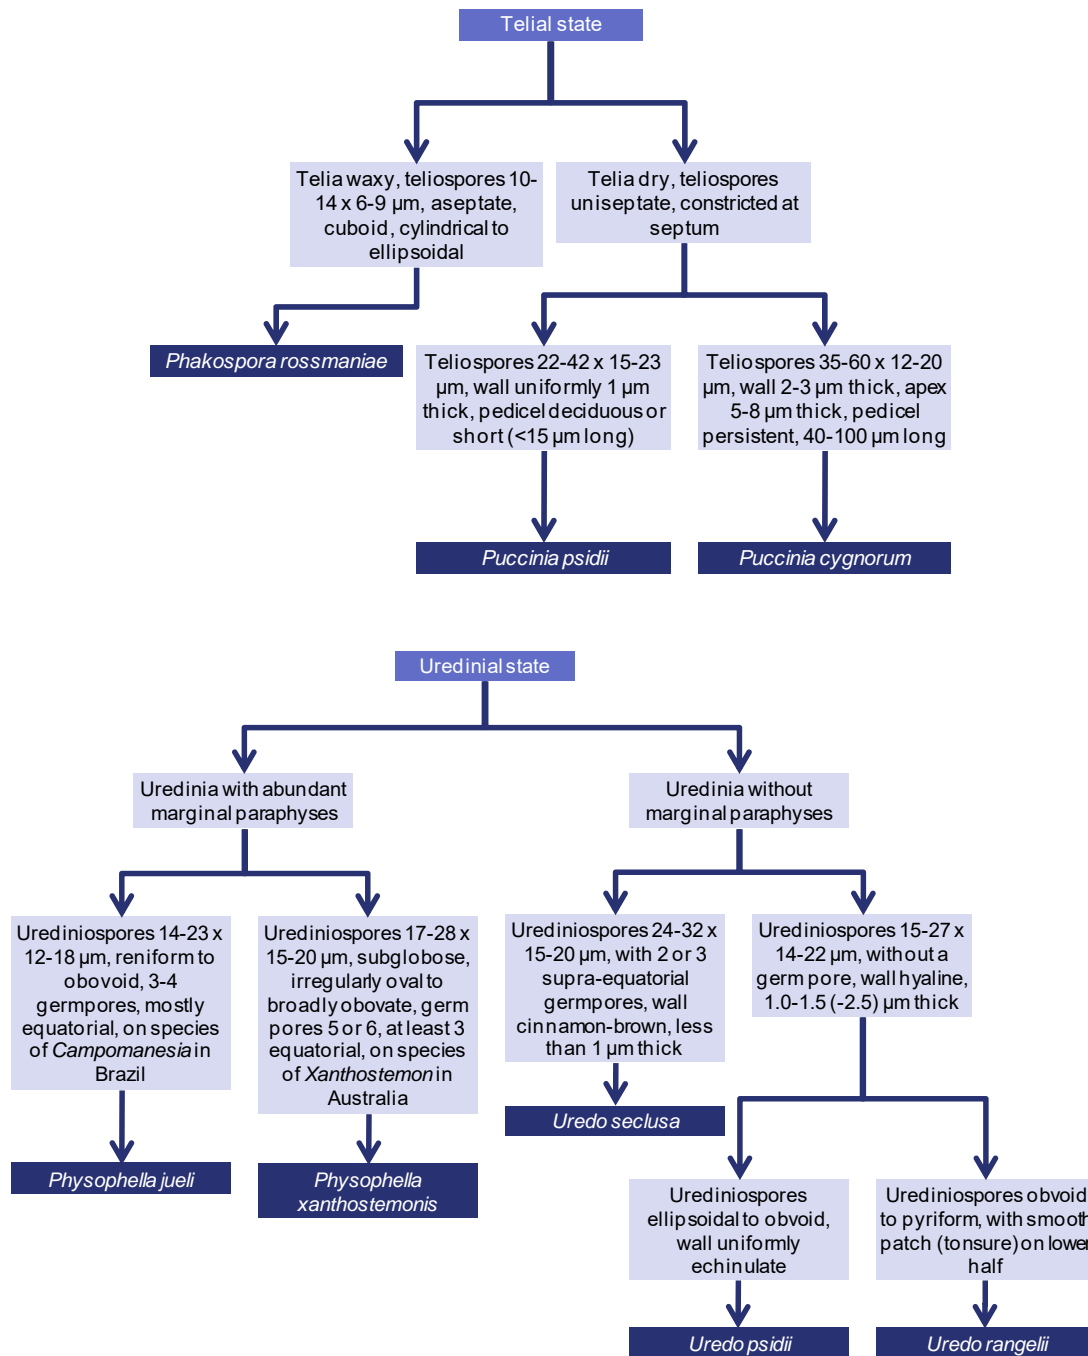 Telial state
Telia waxy, teliospores 10-
14 x 6-9 µm, aseptate,
cuboid, cylindrical to
ellipsoidal
Telia dry, teliospores
uniseptate, constricted at
septum
Phakospora rossmaniae
Teliospores 22-42 x 15-23
µm, wall uniformly 1 µm
thick, pedicel deciduous or
short (<15 µm long)
Teliospores 35-60 x 12-20
µm, wall 2-3 µm thick, apex
5-8 µm thick, pedicel
persistent, 40-100 µm long
Puccinia psidii
Puccinia cygnorum
Uredinial state
Uredinia with abundant
marginal paraphyses
Uredinia without
marginal paraphyses
Urediniospores 14-23 x
12-18 µm, reniform to
obovoid, 3-4
germpores, mostly
equatorial, on species
of Campomanesia in
Brazil
Urediniospores 17-28 x
15-20 µm, subglobose,
irregularly oval to
broadly obovate, germ
pores 5 or 6, at least 3
equatorial, on species
of Xanthostemon in
Australia
Urediniospores 24-32 x
15-20 µm, with 2 or 3
supra-equatorial
germpores, wall
cinnamon-brown, less
than 1 µm thick
Urediniospores 15-27 x
14-22 µm, without a
germ pore, wall hyaline,
1.0-1.5 (-2.5) µm thick
Uredo seclusa
Physophella jueli
Physophella
xanthostemonis
Urediniospores
ellipsoidal to obvoid,
wall uniformly
echinulate
Urediniospores obvoid
to pyriform, with smooth
patch (tonsure) on lower
half
Uredo psidii
Uredo rangelii